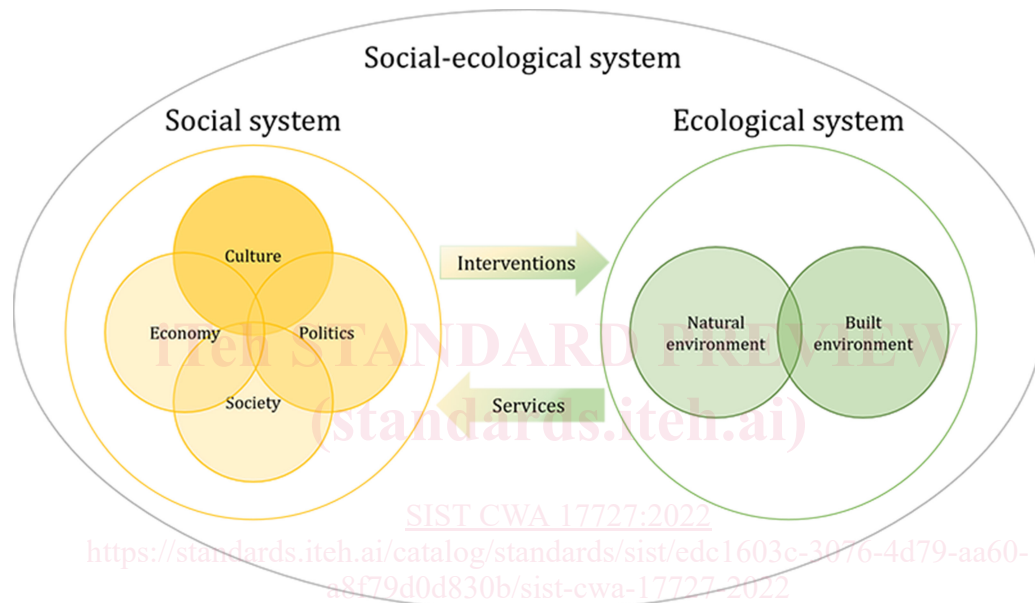 Social-ecological system
Social system
Ecological system
Culture
Interventions
Economy
Politics
Natural
environment
Built
environment
iTeh STANDARD PREVIEW
Society
Services
(standards.iteh.ai)
SIST CWA 17727:2022
https://standards.iteh.ai/catalog/standards/sist/edc1603c-3076-4d79-aa60-
a8f79d0d830b/sist-cwa-17727-2022